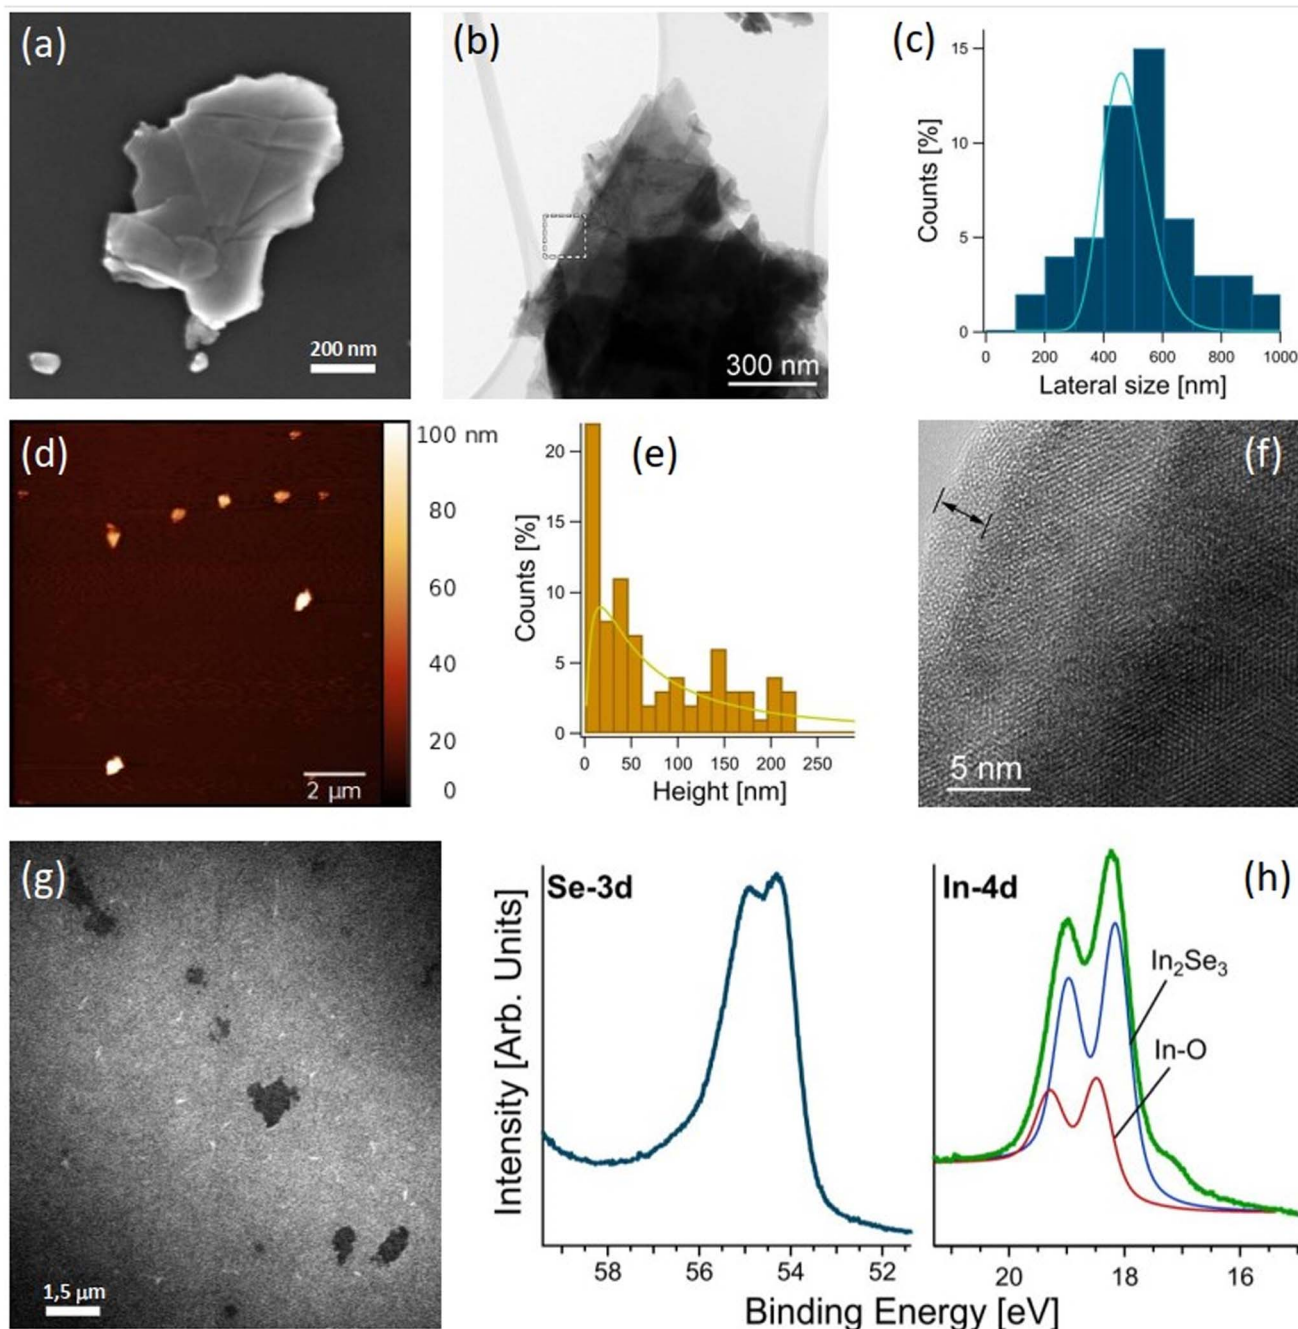 (a)
200 nm
(b)
300 nm
(c)
15
10
5
0
Counts [%]
0 200 400 600 800 1000
Lateral size [nm]
(d)
2 µm
100 nm
80
60
40
20
0
(e)
20
15
10
5
0
Counts [%]
0 50 100 150 200 250
Height [nm]
(f)
5 nm
(g)
1,5 µm
Se-3d
Intensity [Arb. Units]
58 56 54 52
In-4d
(h)
In₂Se₃
In-O
20 18 16
Binding Energy [eV]